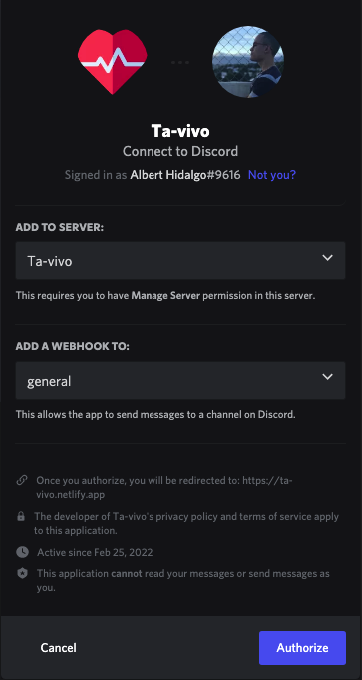 Ta-vivo
Connect to Discord
Signed in as Albert Hidalgo#9616 Not you?
ADD TO SERVER:
Ta-vivo
This requires you to have Manage Server permission in this server.
ADD A WEBHOOK TO:
general
This allows the app to send messages to a channel on Discord.
Once you authorize, you will be redirected to: https://ta-
vivo.netlify.app
The developer of Ta-vivo's privacy policy and terms of service apply
to this application.
Active since Feb 25, 2022
This application cannot read your messages or send messages as
you.
Cancel
Authorize